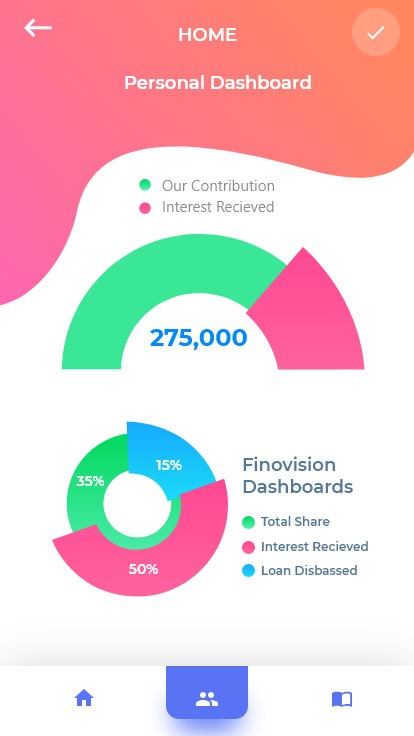 HOME
Personal Dashboard
Our Contribution
Interest Recieved
275,000
35%
15%
50%
Finovision
Dashboards
Total Share
Interest Recieved
Loan Disbassed